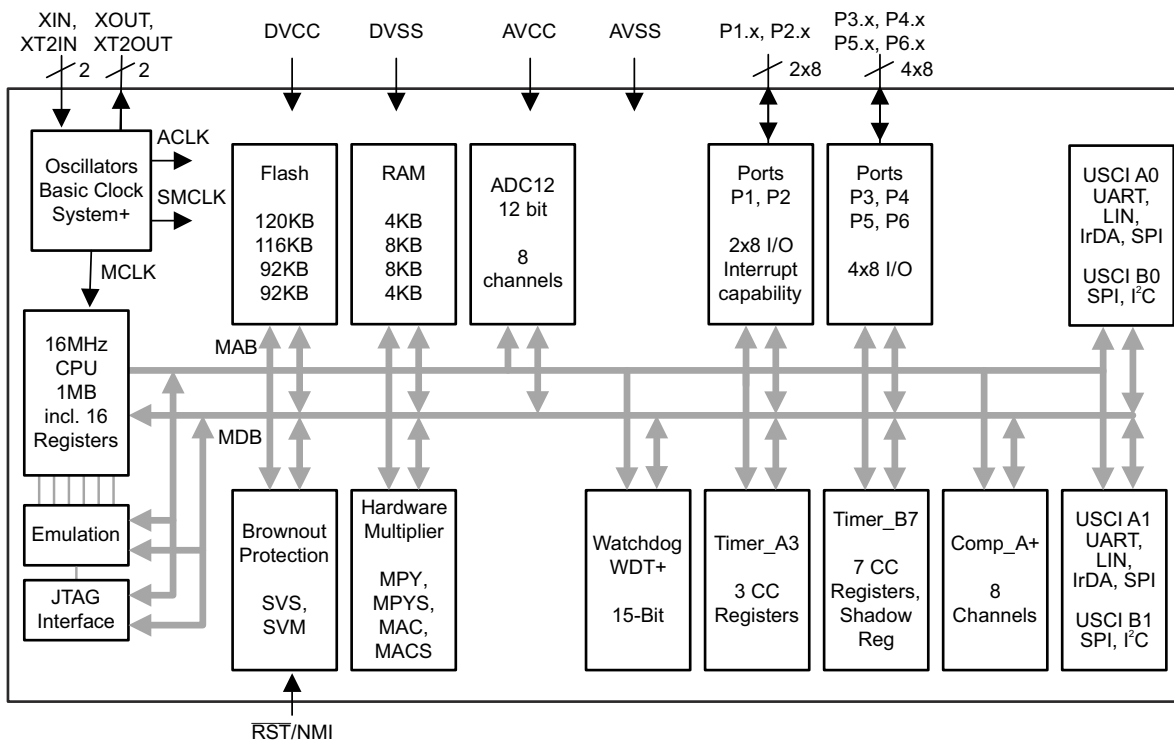 XIN,
XT2IN
2
XOUT,
XT2OUT
2
DVCC
DVSS
AVCC
AVSS
P1.x, P2.x
2x8
P3.x, P4.x
P5.x, P6.x
4x8
Oscillators
Basic Clock
System+
ACLK
SMCLK
MCLK
Flash
120KB
116KB
92KB
92KB
RAM
4KB
8KB
8KB
4KB
ADC12
12 bit
8
channels
Ports
P1, P2
2x8 I/O
Interrupt
capability
Ports
P3, P4
P5, P6
4x8 I/O
USCI A0
UART,
LIN,
IrDA, SPI
USCI B0
SPI, I²C
16MHz
CPU
1MB
incl. 16
Registers
MAB
MDB
Emulation
JTAG
Interface
Brownout
Protection
SVS,
SVM
Hardware
Multiplier
MPY,
MPYS,
MAC,
MACS
Watchdog
WDT+
15-Bit
Timer_A3
3 CC
Registers
Timer_B7
7 CC
Registers,
Shadow
Reg
Comp_A+
8
Channels
USCI A1
UART,
LIN,
IrDA, SPI
USCI B1
SPI, I²C
R̅S̅T̅/NMI